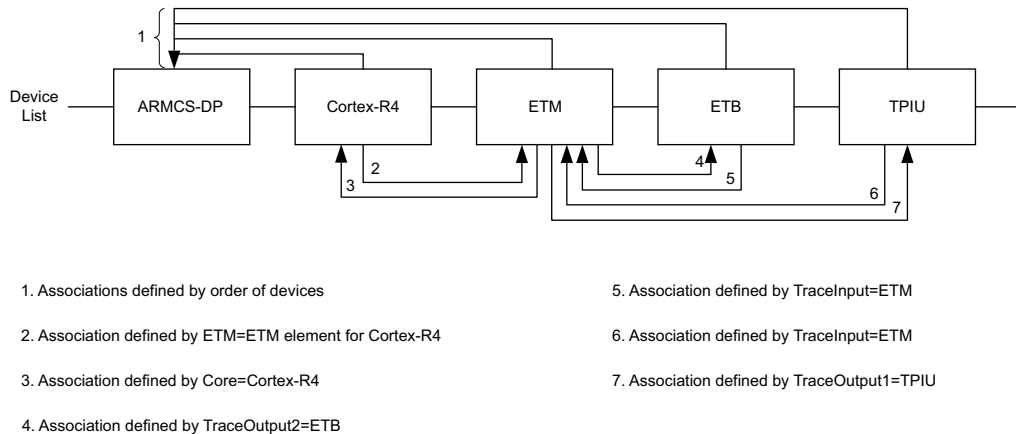 1
Device
List
ARMCS-DP
Cortex-R4
ETM
ETB
TPIU
2
3
4
5
6
7
1. Associations defined by order of devices
2. Association defined by ETM=ETM element for Cortex-R4
3. Association defined by Core=Cortex-R4
4. Association defined by TraceOutput2=ETB
5. Association defined by TraceInput=ETM
6. Association defined by TraceInput=ETM
7. Association defined by TraceOutput1=TPIU